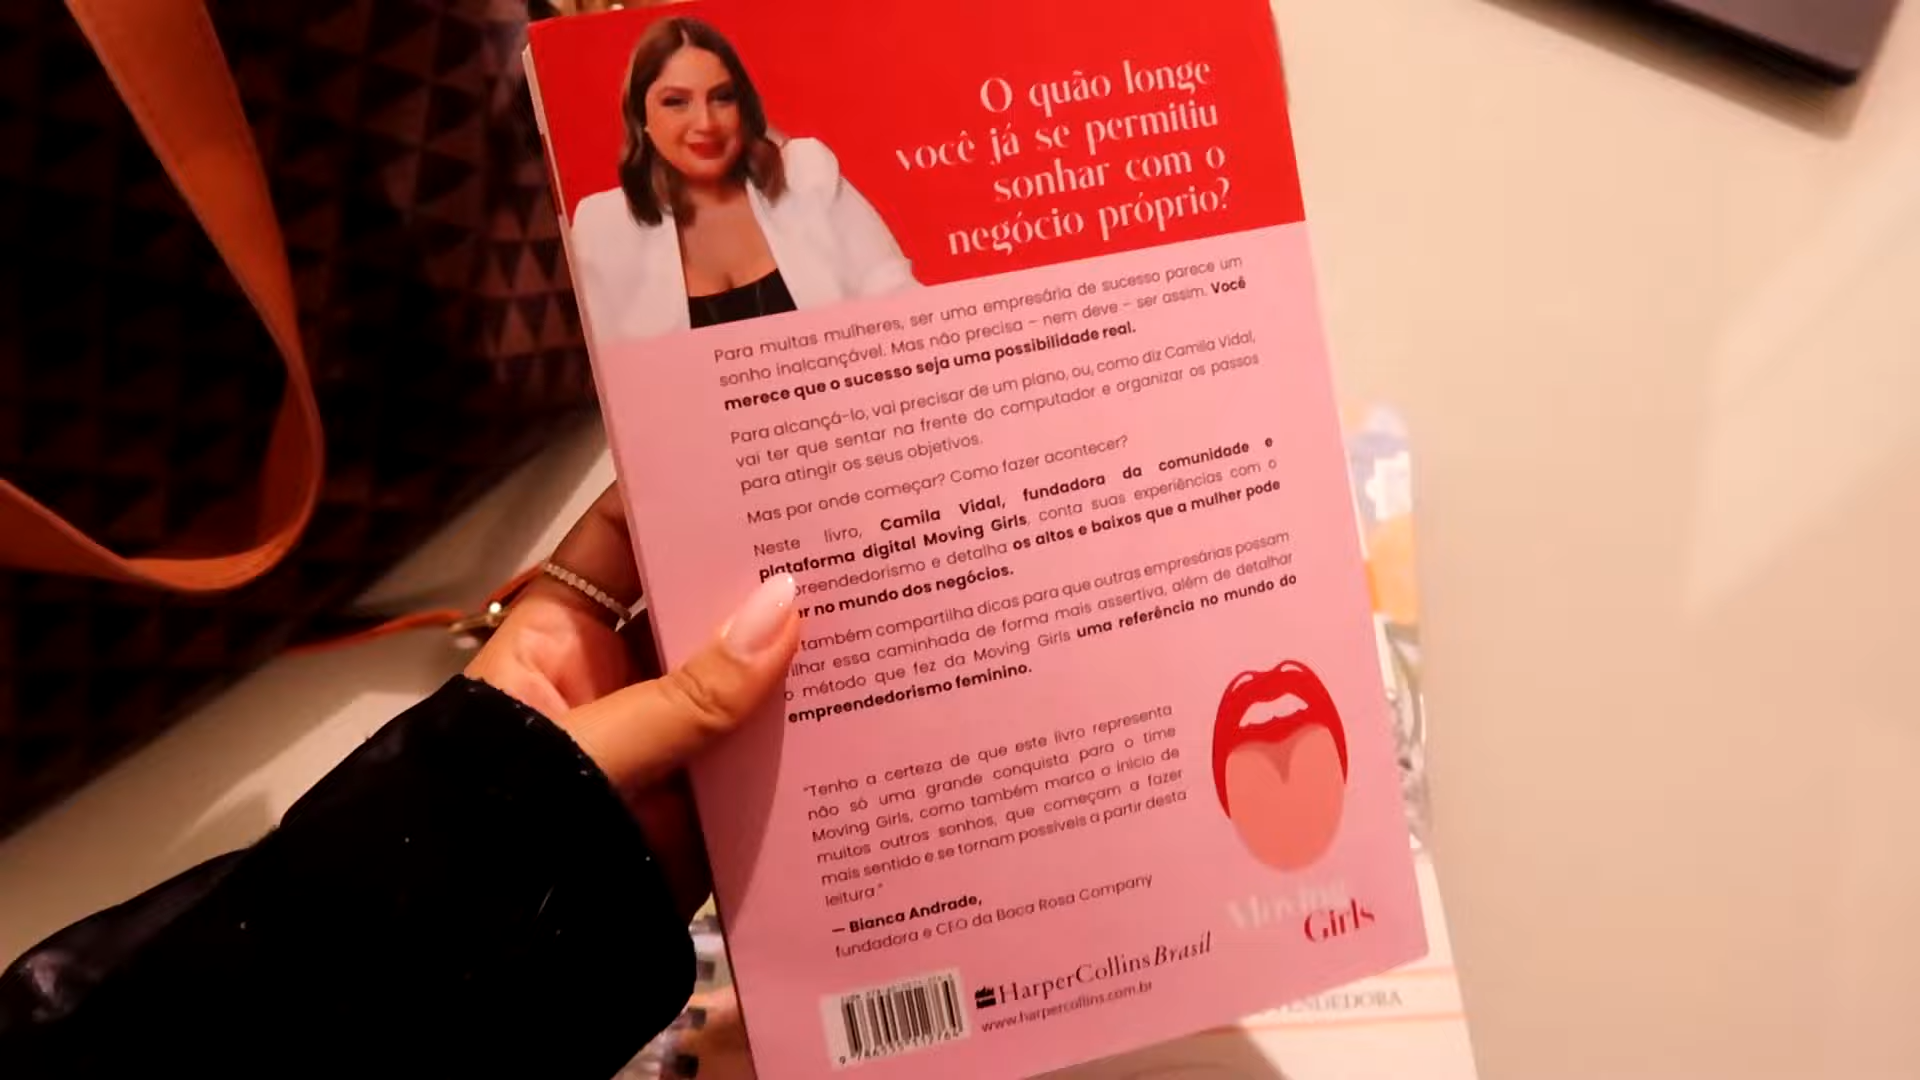 O quão longe
você já se permitiu
sonhar com o
negócio próprio?
Para muitas mulheres, ser uma empresária de sucesso parece um
sonho inalcançável. Mas não precisa – nem deve – ser assim. Você
merece que o sucesso seja uma possibilidade real.
Para alcançá-lo, vai precisar de um plano, ou, como diz Camila Vidal,
vai ter que sentar na frente do computador e organizar os passos
para atingir os seus objetivos.
Mas por onde começar? Como fazer acontecer?
Neste livro, Camila Vidal, fundadora da comunidade e
plataforma digital Moving Girls, conta suas experiências com o
preendedorismo e detalha os altos e baixos que a mulher pode
er no mundo dos negócios.
também compartilha dicas para que outras empresárias possam
ilhar essa caminhada de forma mais assertiva, além de detalhar
o método que fez da Moving Girls uma referência no mundo do
empreendedorismo feminino.
"Tenho a certeza de que este livro representa
não só uma grande conquista para o time
Moving Girls, como também marca o início de
muitos outros sonhos, que começam a fazer
mais sentido e se tornam possíveis a partir desta
leitura."
— Bianca Andrade,
fundadora e CEO da Boca Rosa Company
Moving
Girls
HarperCollins Brasil
www.harpercollins.com.br